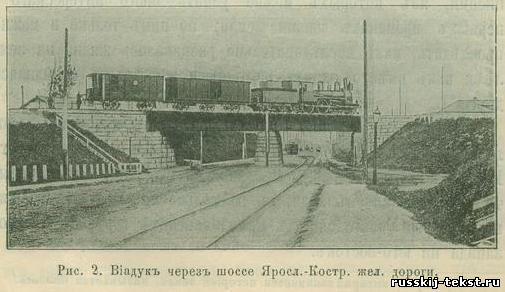 Рис. 2. Віадукъ черезъ шоссе Яросл.-Костр. жел. дороги.
russkij-tekst.ru